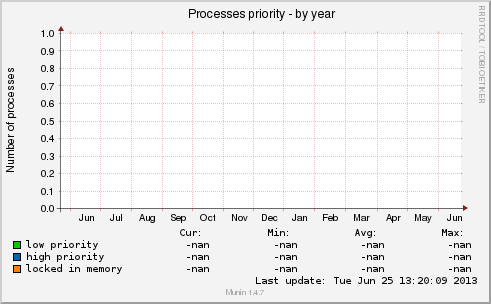 Processes priority - by year
RRDTOOL / TOBI OETIKER
Number of processes
1.0
0.9
0.8
0.7
0.6
0.5
0.4
0.3
0.2
0.1
0.0
Jun Jul Aug Sep Oct Nov Dec Jan Feb Mar Apr May Jun
Cur: Min: Avg: Max:
low priority -nan -nan -nan -nan
high priority -nan -nan -nan -nan
locked in memory -nan -nan -nan -nan
Last update: Tue Jun 25 13:20:09 2013
Munin 1.4.7